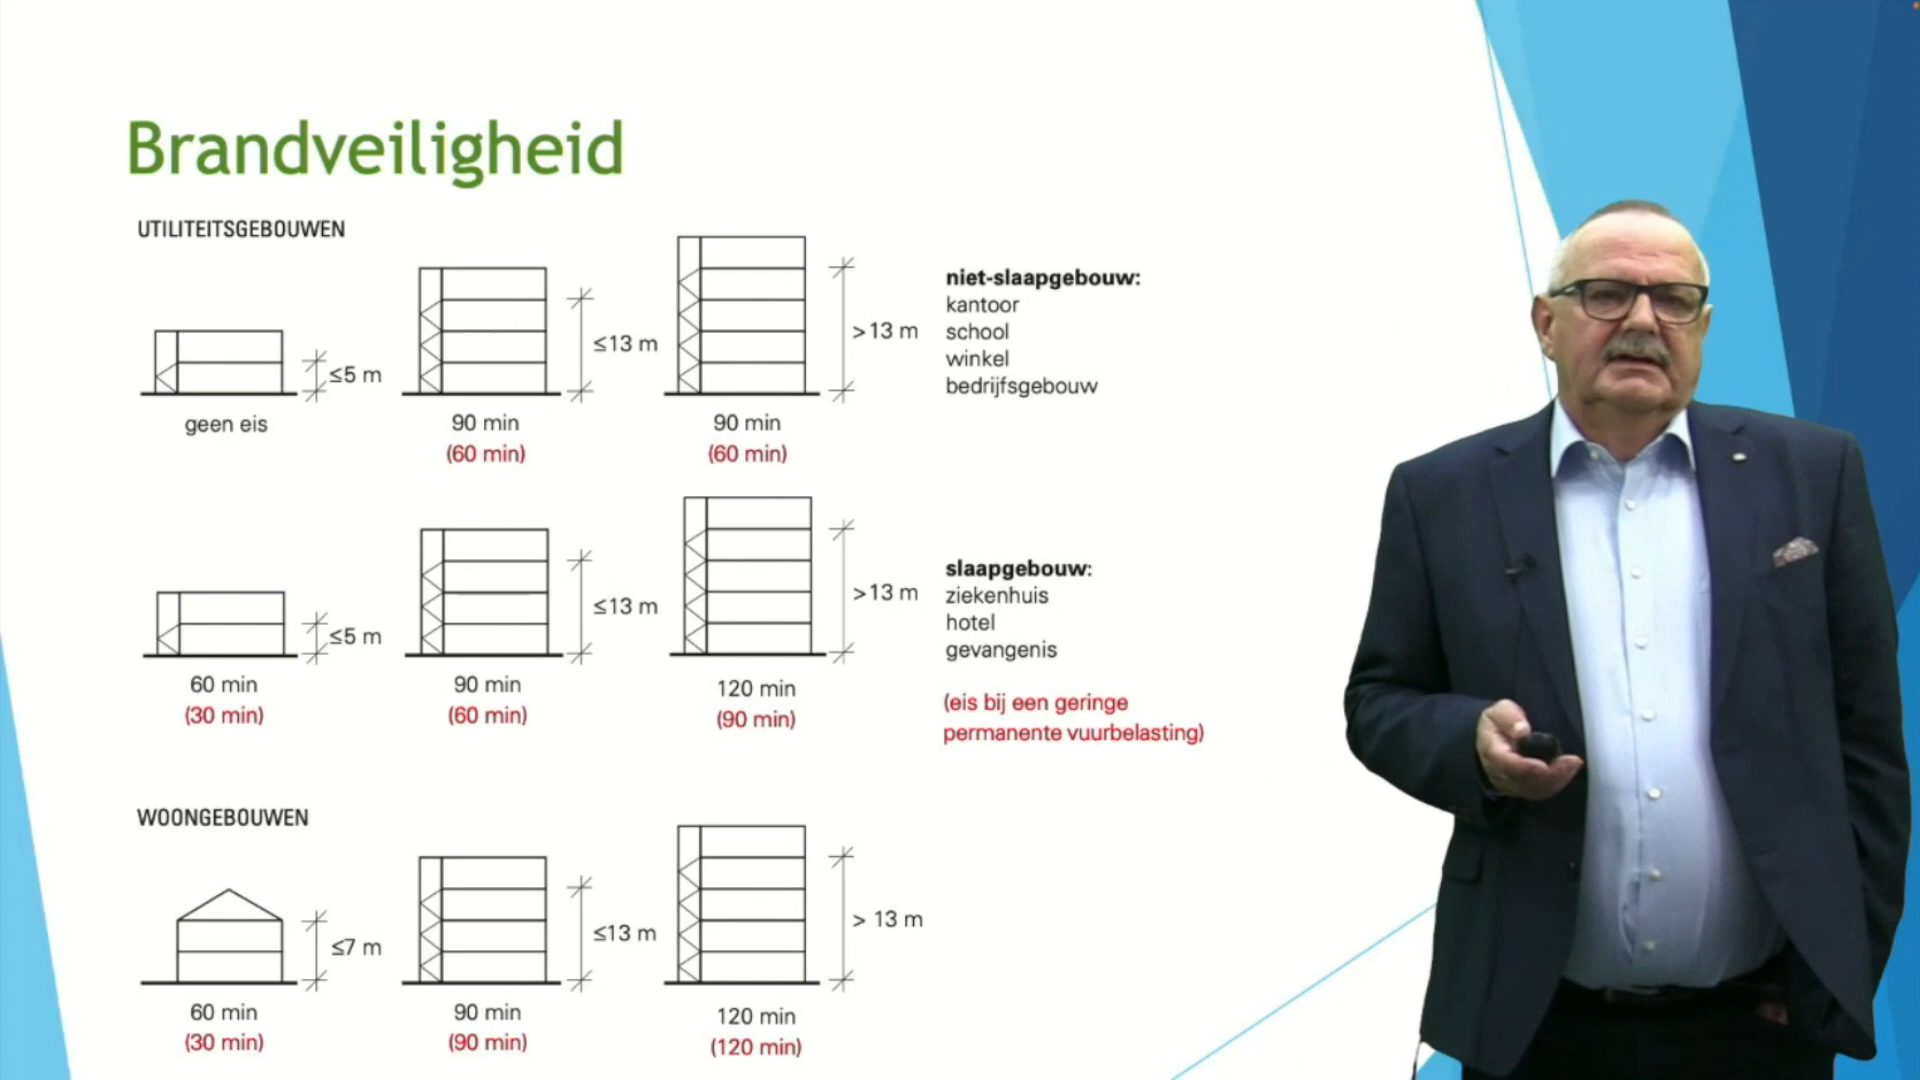 Brandveiligheid
UTILITEITSGEBOUWEN
≤5 m
≤13 m
>13 m
geen eis
90 min
(60 min)
90 min
(60 min)
niet-slaapgebouw:
kantoor
school
winkel
bedrijfsgebouw
≤5 m
≤13 m
>13 m
60 min
(30 min)
90 min
(60 min)
120 min
(90 min)
slaapgebouw:
ziekenhuis
hotel
gevangenis
(eis bij een geringe
permanente vuurbelasting)
WOONGEBOUWEN
≤7 m
≤13 m
> 13 m
60 min
(30 min)
90 min
(90 min)
120 min
(120 min)